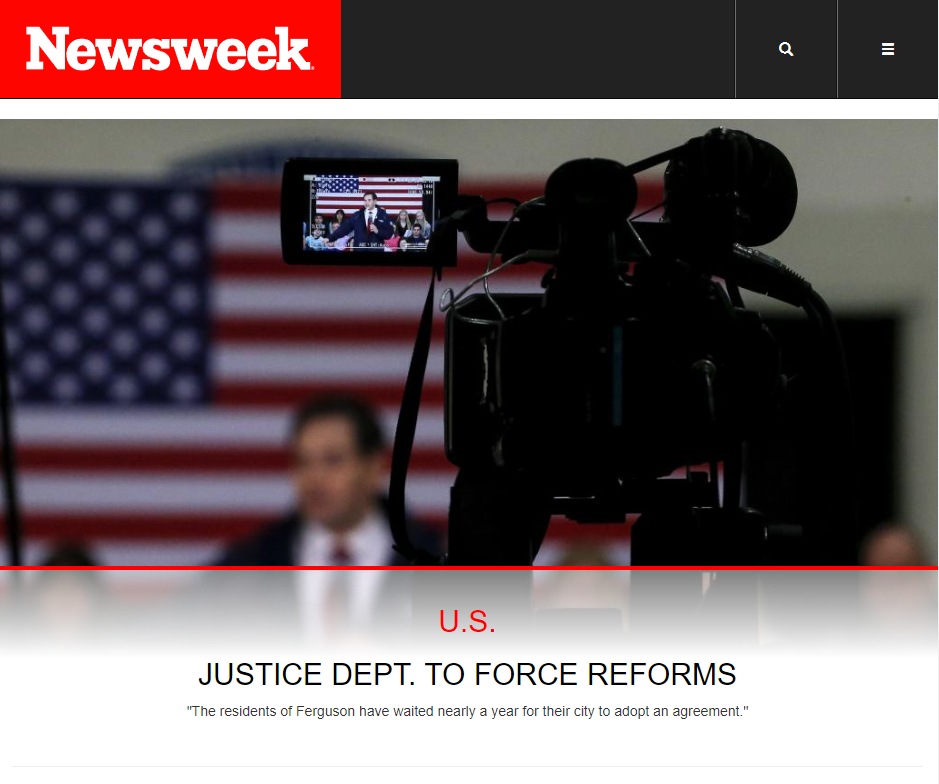 Newsweek
U.S.
JUSTICE DEPT. TO FORCE REFORMS
"The residents of Ferguson have waited nearly a year for their city to adopt an agreement."